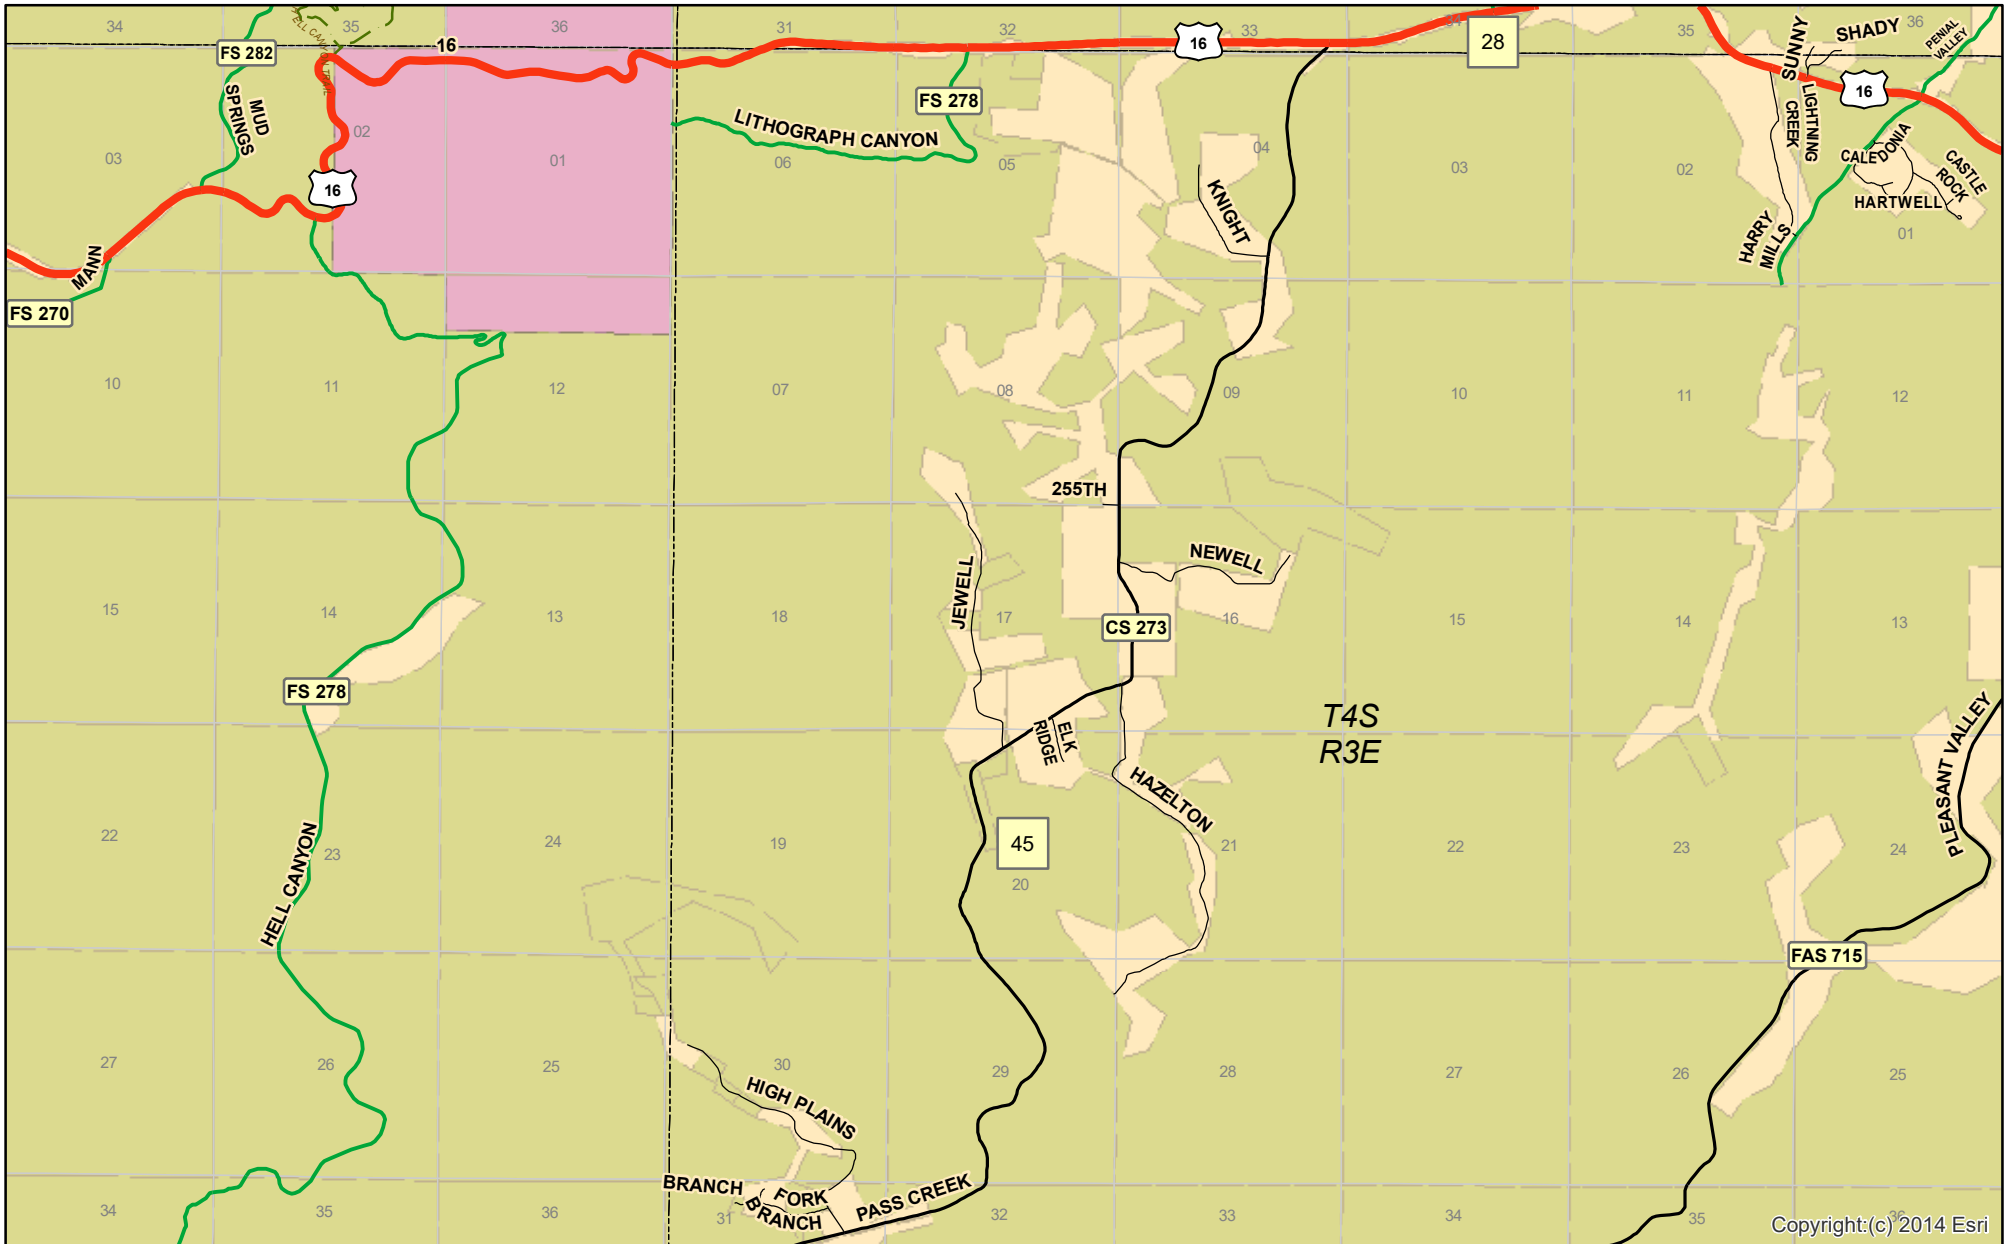 34
35
36
31
32
33
34
35
36
FS 282
16
16
28
SUNNY
SHADY
PENIAL
VALLEY
HELL CANYON TRAIL
MUD
SPRINGS
02
03
01
06
05
04
03
02
01
FS 278
LITHOGRAPH CANYON
16
LIGHTNING
CREEK
CALEDONIA
CASTLE
ROCK
HARTWELL
16
KNIGHT
HARRY
MILLS
MANN
FS 270
10
11
12
07
08
09
10
11
12
255TH
NEWELL
JEWELL
15
14
13
18
17
16
15
14
13
CS 273
FS 278
ELK
RIDGE
T4S
R3E
PLEASANT VALLEY
HAZELTON
22
23
24
19
45
20
21
22
23
24
HELL CANYON
FAS 715
27
26
25
30
29
28
27
26
25
HIGH PLAINS
BRANCH
FORK
BRANCH
PASS CREEK
34
35
36
31
32
33
34
35
36
Copyright:(c) 2014 Esri